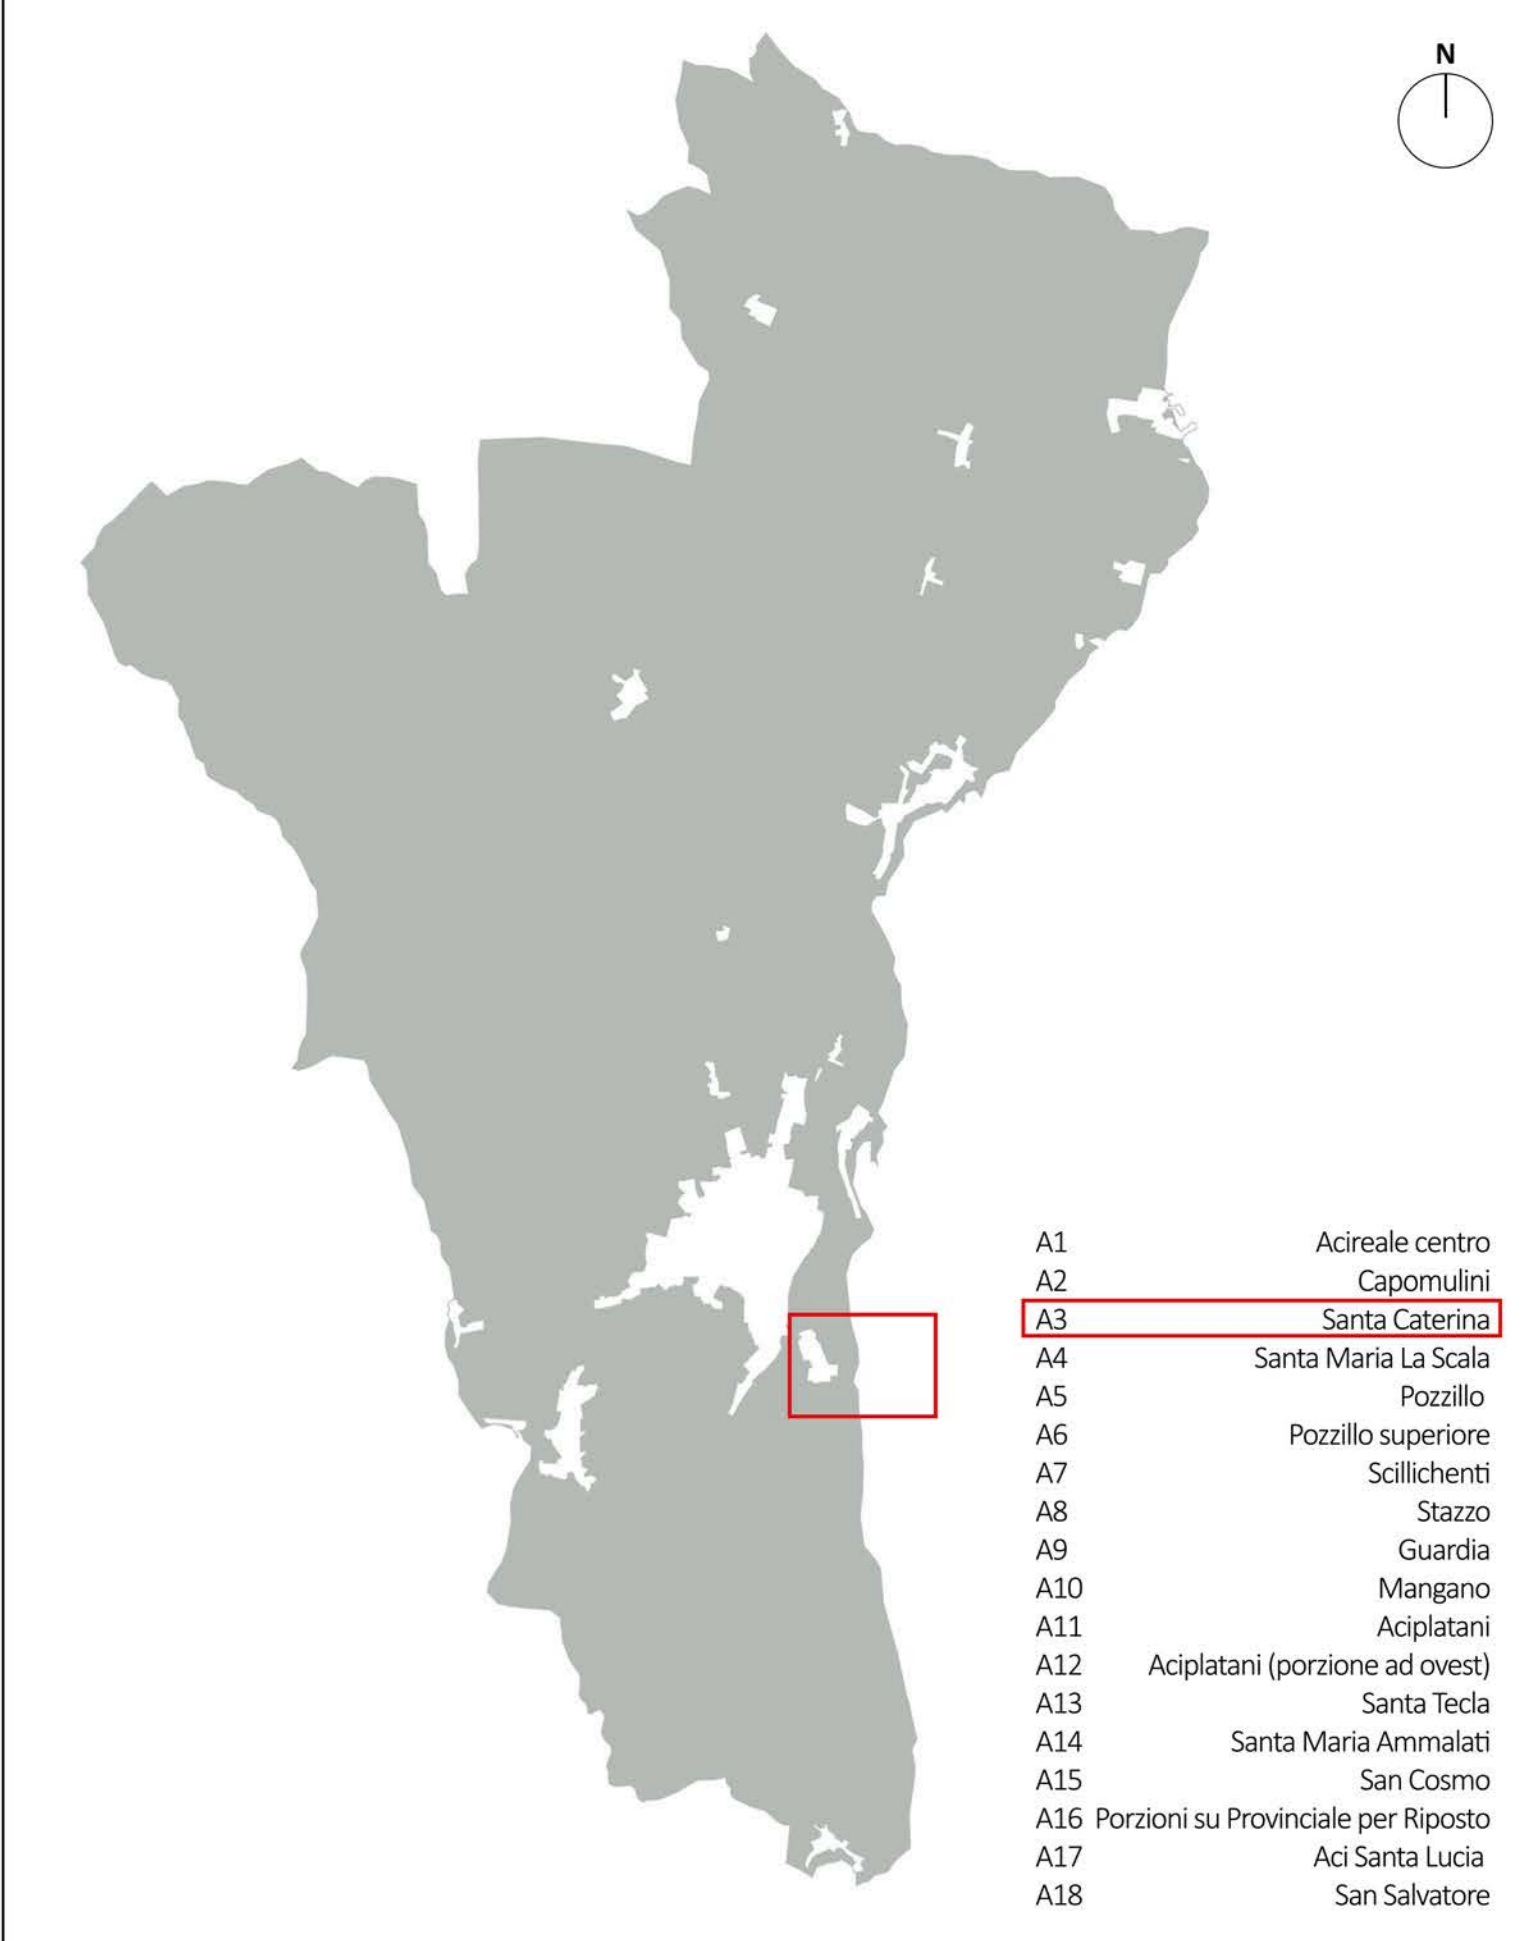 N
A1 Acireale centro
A2 Capomulini
A3 Santa Caterina
A4 Santa Maria La Scala
A5 Pozzillo
A6 Pozzillo superiore
A7 Scillichenti
A8 Stazzo
A9 Guardia
A10 Mangano
A11 Aciplatani
A12 Aciplatani (porzione ad ovest)
A13 Santa Tecla
A14 Santa Maria Ammalati
A15 San Cosmo
A16 Porzioni su Provinciale per Riposto
A17 Aci Santa Lucia
A18 San Salvatore